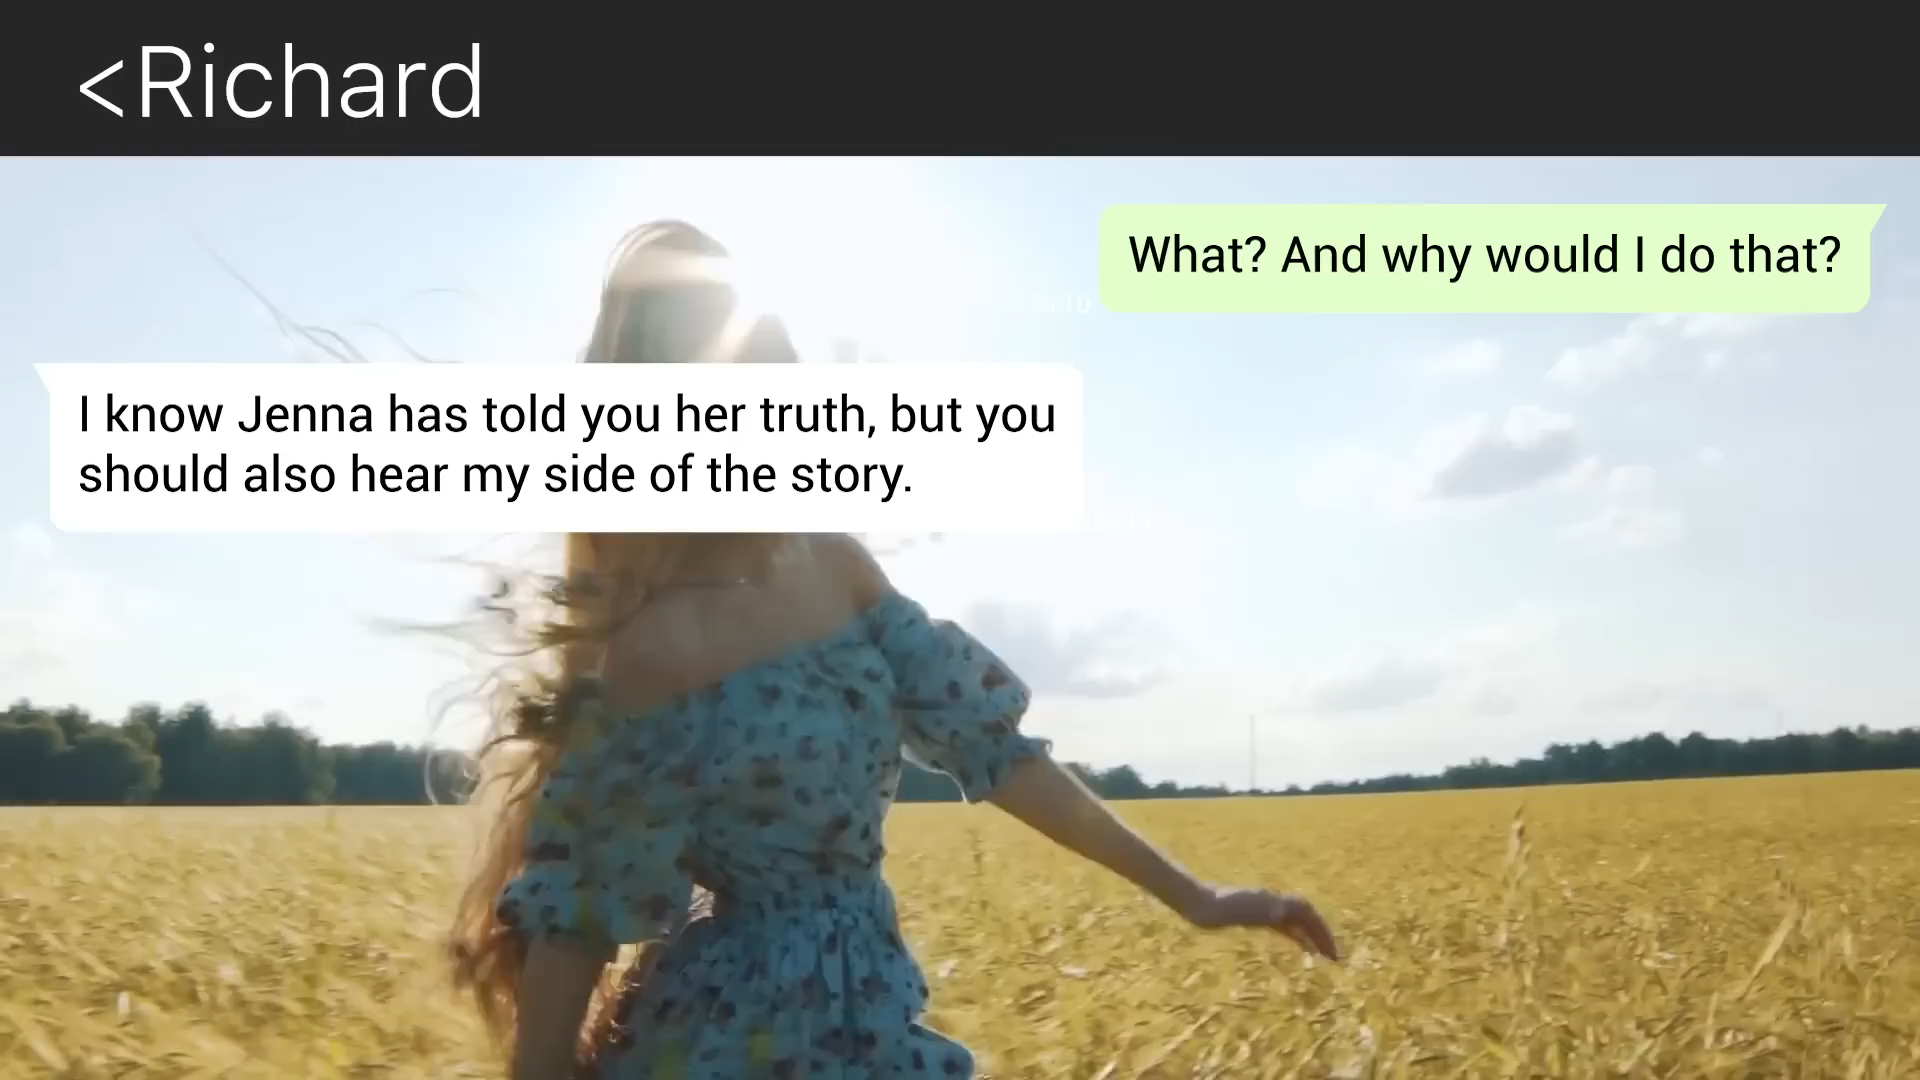 <Richard
What? And why would I do that?
I know Jenna has told you her truth, but you
should also hear my side of the story.